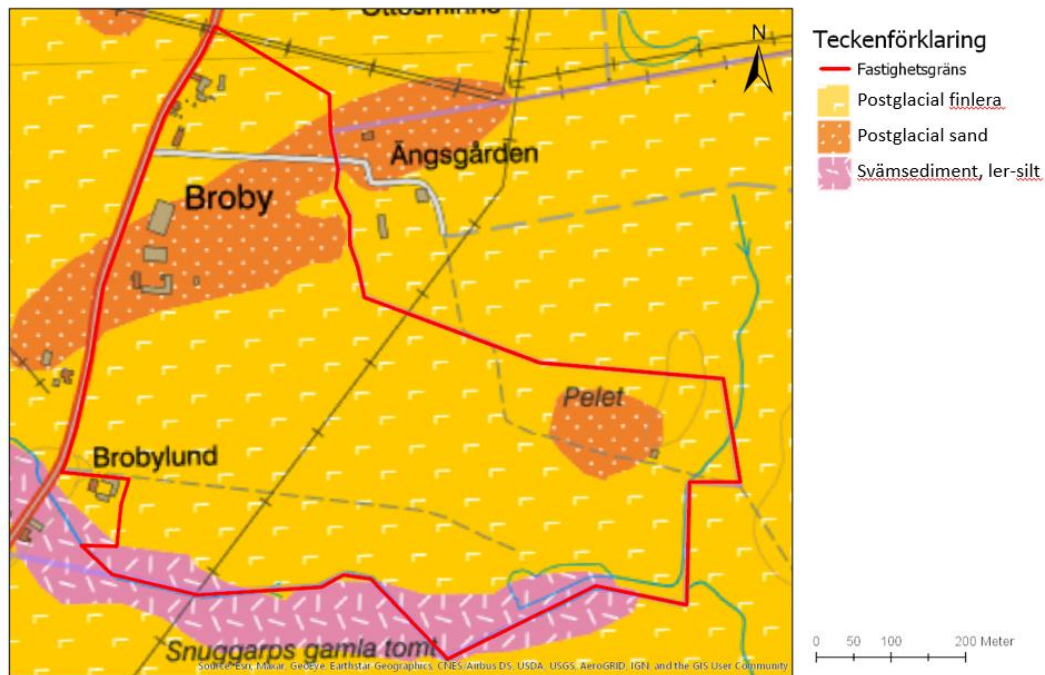 N
Ängsgården
Broby
Pelet
Brobylund
Snuggarps gamla tomt
Source: Esri, Maxar, GeoEye, Earthstar Geographics, CNES/Airbus DS, USDA, USGS, AeroGRID, IGN, and the GIS User Community
Teckenförklaring
Fastighetsgräns
Postglacial finlera
Postglacial sand
Svämsediment, ler-silt
0 50 100 200 Meter